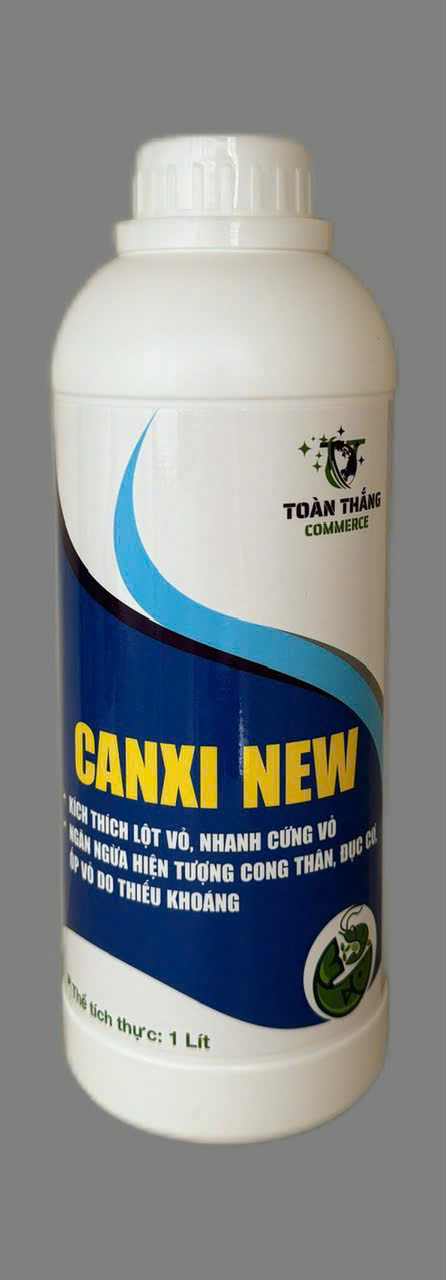 TOÀN THẮNG
COMMERCE
CANXI NEW
KÍCH THÍCH LỘT VỎ, NHANH CỨNG VỎ
NGĂN NGỪA HIỆN TƯỢNG CONG THÂN, ĐỤC CƠ,
ỘP VỎ DO THIẾU KHOÁNG
Thể tích thực: 1 Lít